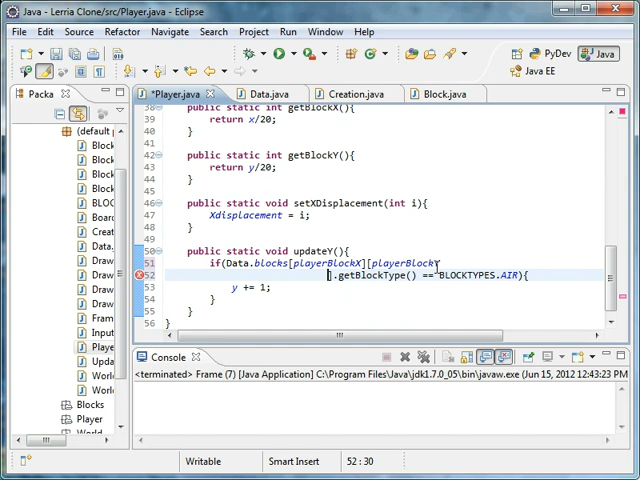 Java - Lerria Clone/src/Player.java - Eclipse
File Edit Source Refactor Navigate Search Project Run Window Help
PyDev Java
Java EE
Packa
*Player.java Data.java Creation.java Block.java
(default p
Block
Block
Block
Block
BLOC
Board
Creat
Data.
Draw
Draw
Draw
Draw
Fram
Input
Playe
Upda
World
World
Blocks
Player
World
38 public static int getBlockX(){
39 return x/20;
40 }
41
42 public static int getBlockY(){
43 return y/20;
44 }
45
46 public static void setXDisplacement(int i){
47 Xdisplacement = i;
48 }
49
50 public static void updateY(){
51 if(Data.blocks[playerBlockX][playerBlockY
52 ].getBlockType() == BLOCKTYPES.AIR){
53 y += 1;
54 }
55 }
56 }
Console
<terminated> Frame (7) [Java Application] C:\Program Files\Java\jdk1.7.0_05\bin\javaw.exe (Jun 15, 2012 12:43:23 PM)
Writable Smart Insert 52 : 30